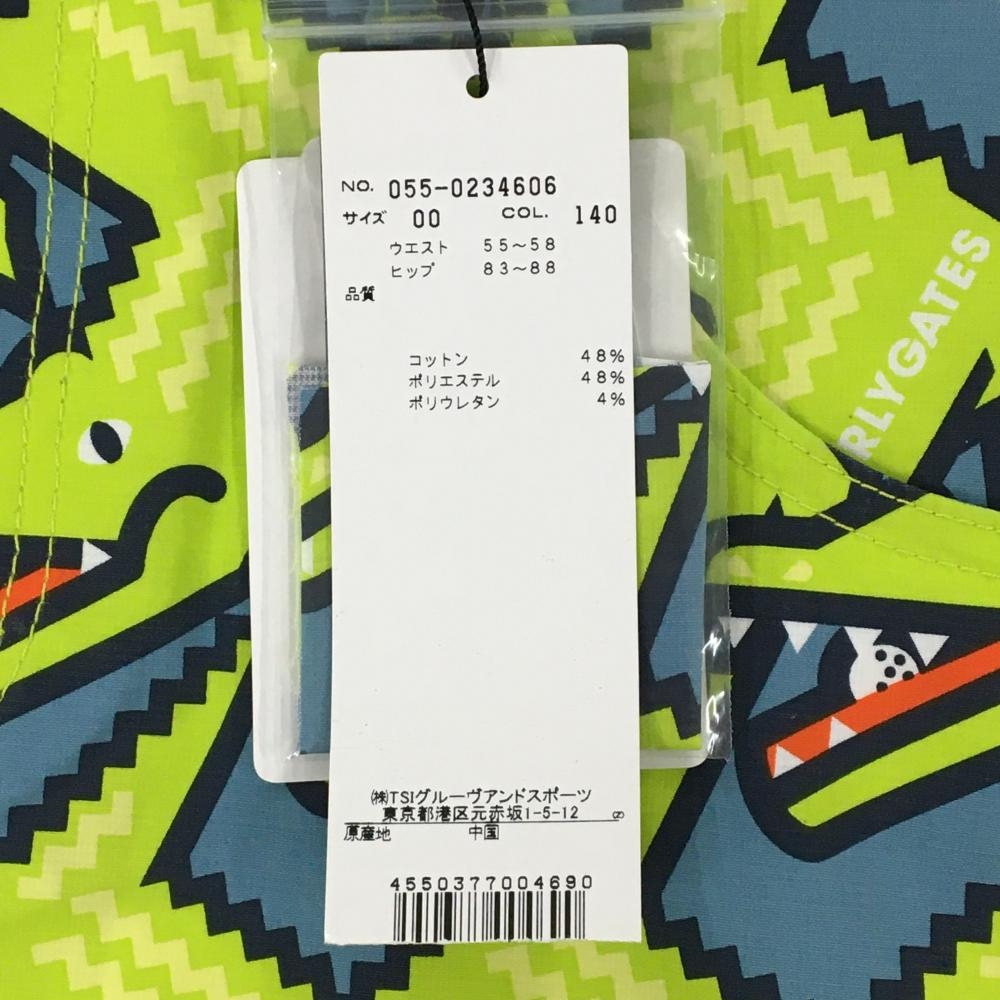 NO. 055-0234606
サイズ 00 COL. 140
ウエスト 55～58
ヒップ 83～88
品質
コットン 48%
ポリエステル 48%
ポリウレタン 4%
㈱TSIグルーヴアンドスポーツ
東京都港区元赤坂1-5-12
原産地 中国
4550377004690
RLYGATES